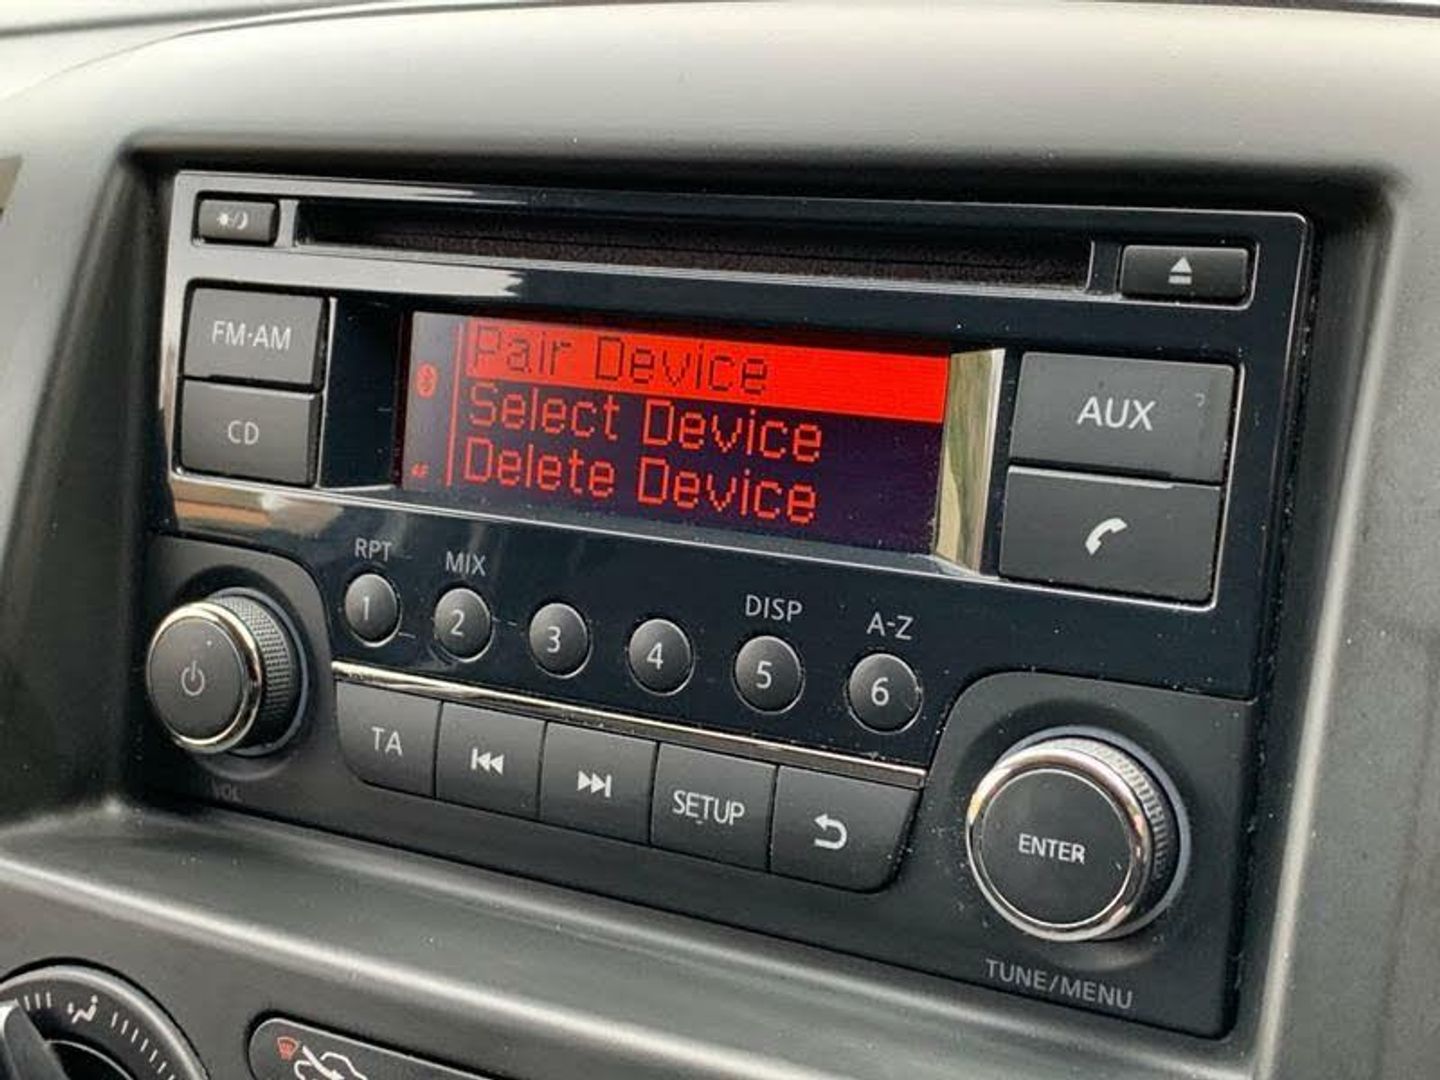 FM·AM
CD
Pair Device
Select Device
Delete Device
AF
AUX
RPT
MIX
DISP
A-Z
1
2
3
4
5
6
TA
SETUP
VOL
ENTER
TUNE/MENU